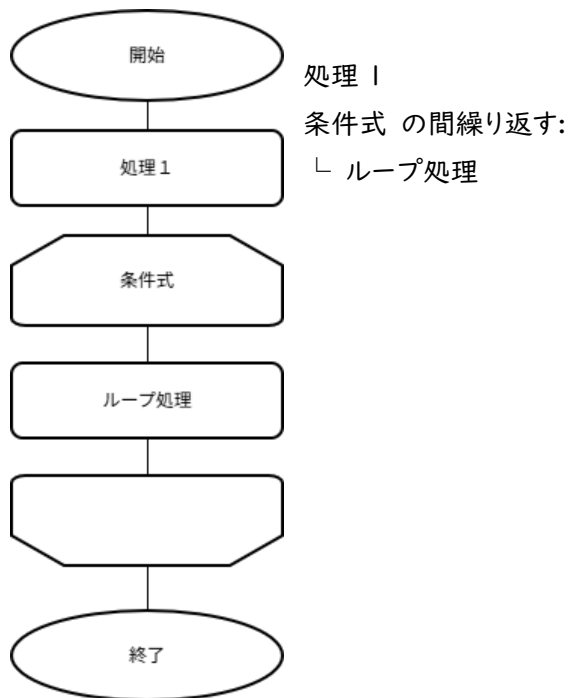 開始
処理１
条件式
ループ処理
終了
処理 1
条件式 の間繰り返す:
└ ループ処理